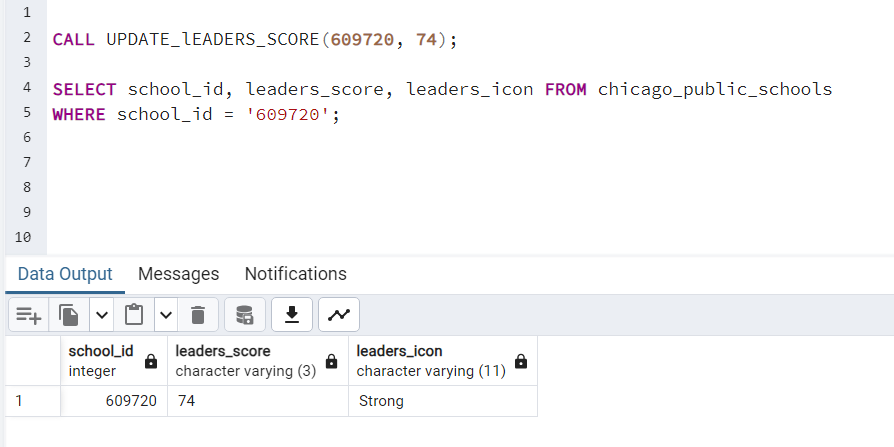 1
2 CALL UPDATE_lEADERS_SCORE(609720, 74);
3
4 SELECT school_id, leaders_score, leaders_icon FROM chicago_public_schools
5 WHERE school_id = '609720';
6
7
8
9
10
Data Output Messages Notifications
school_id leaders_score leaders_icon
integer character varying (3) character varying (11)
1 609720 74 Strong